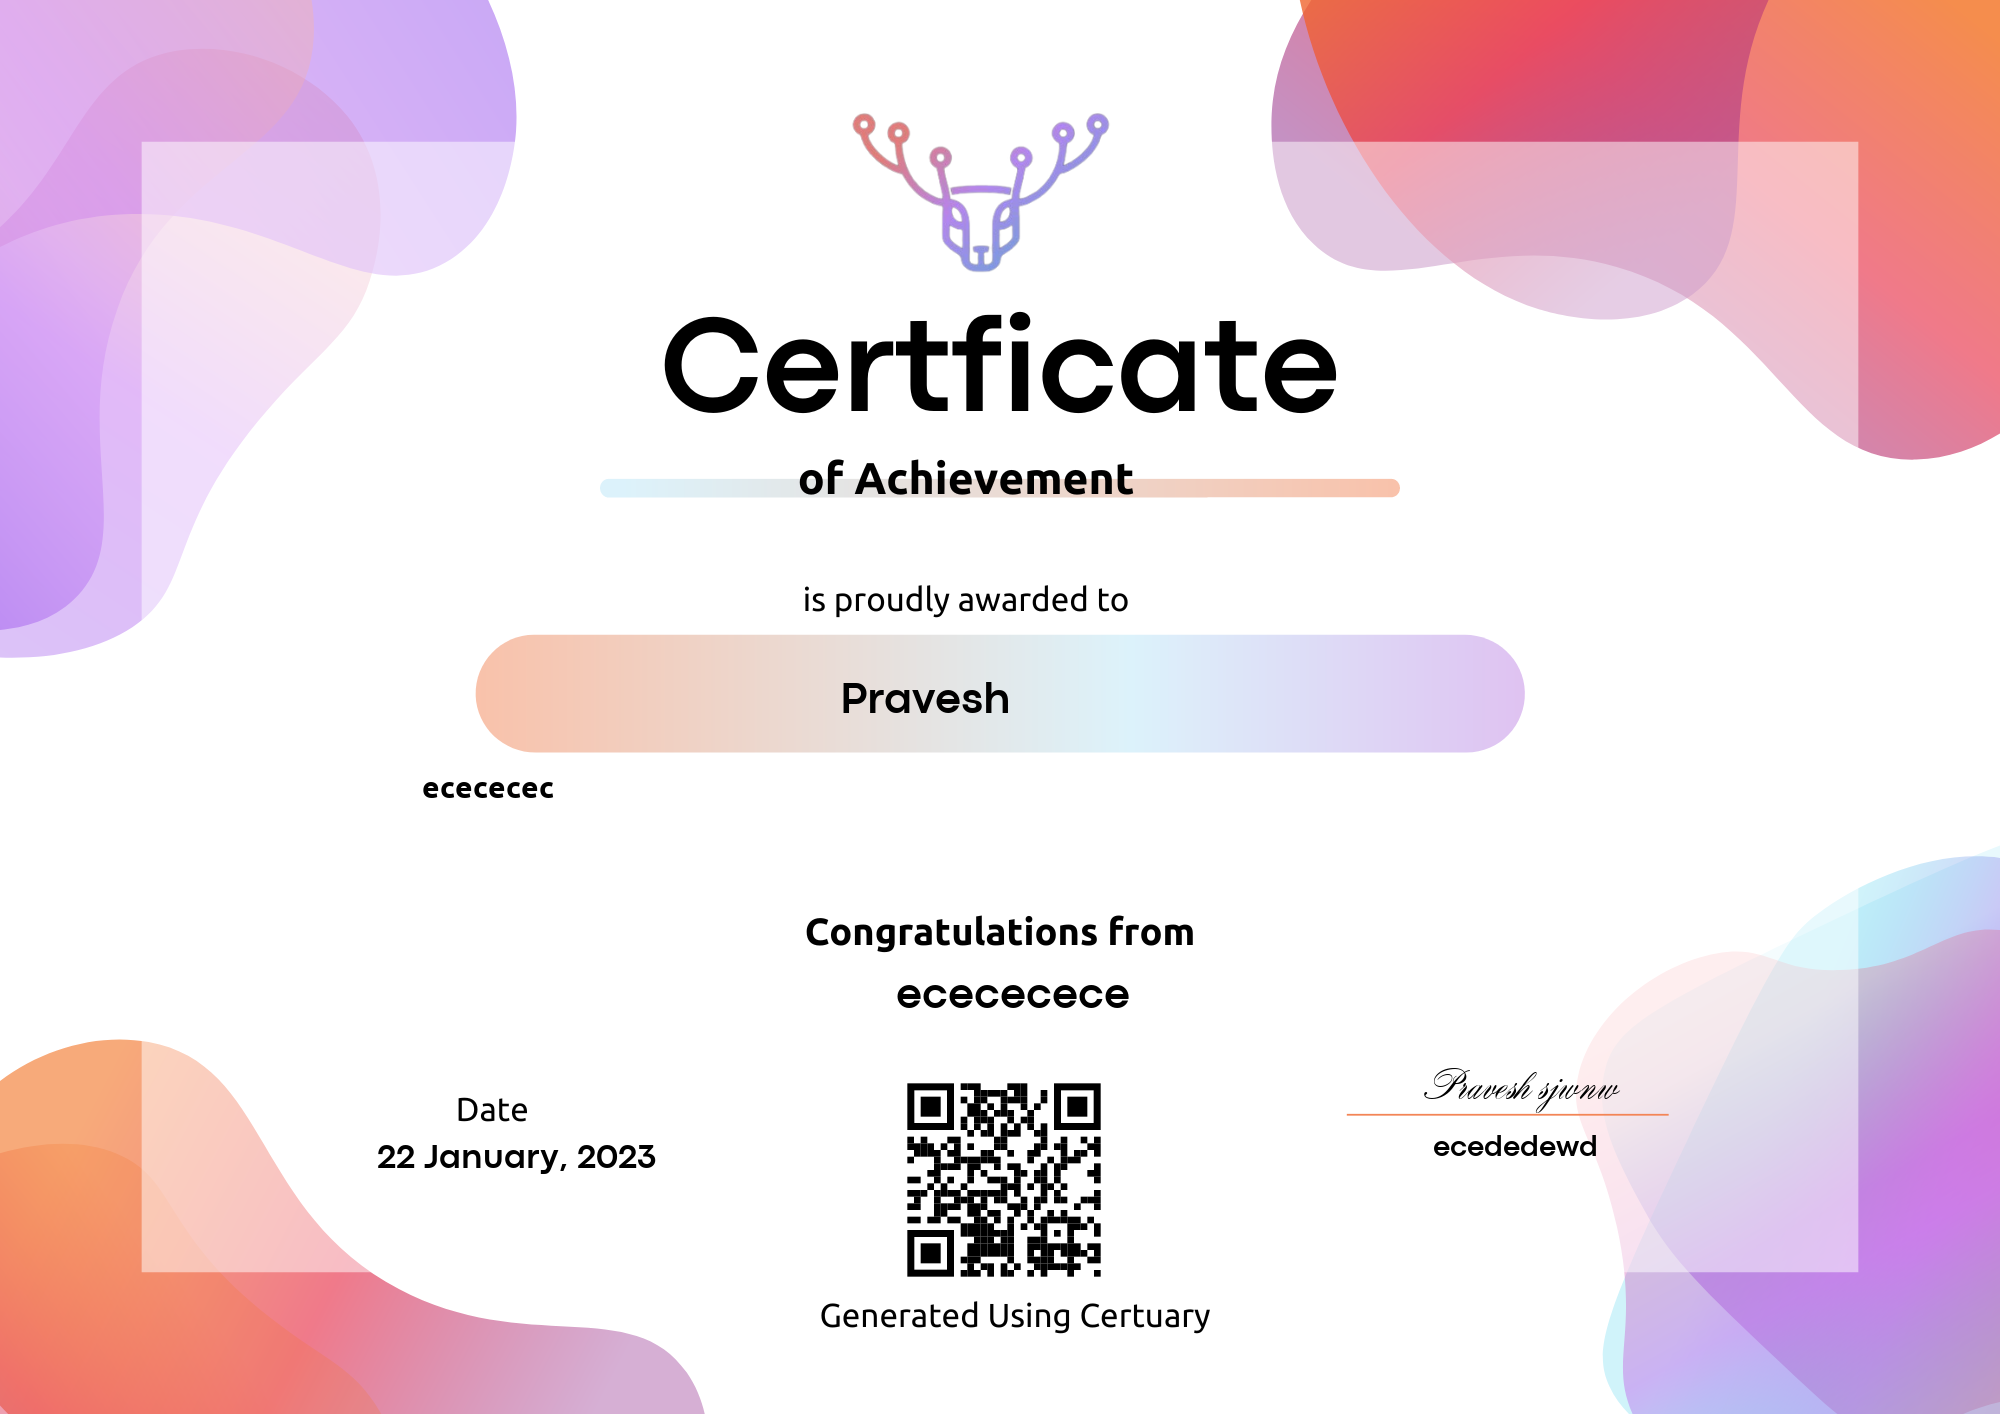 Certficate
of Achievement
is proudly awarded to
Pravesh
ecececec
Congratulations from
ecececece
Date
22 January, 2023
Pravesh sjwnw
ecededewd
Generated Using Certuary